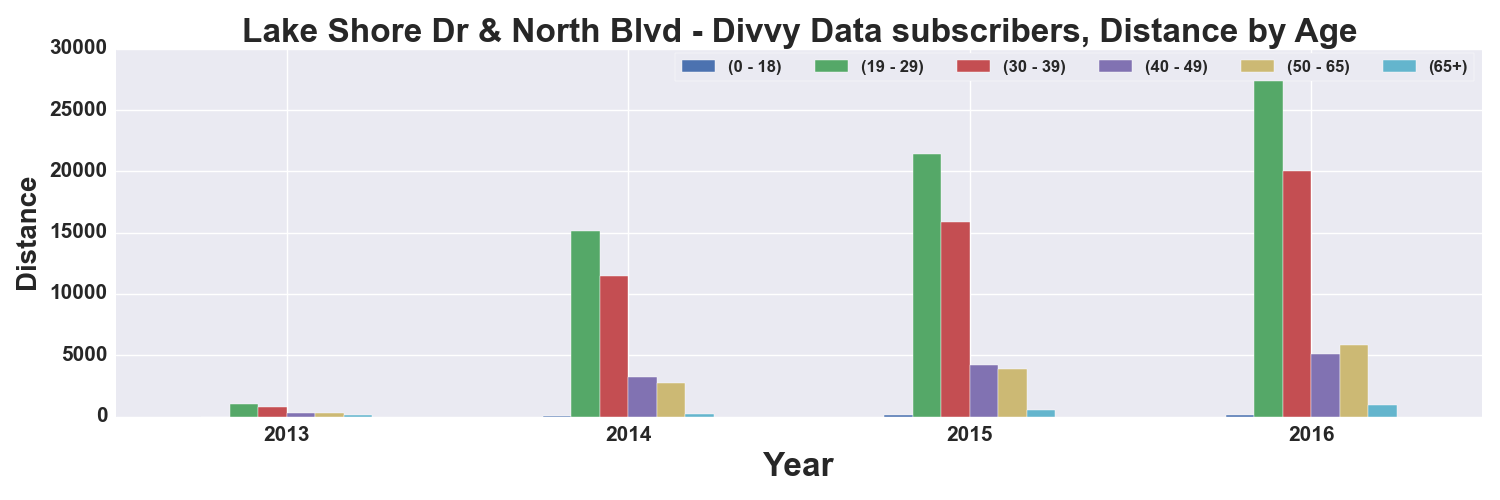 Lake Shore Dr & North Blvd - Divvy Data subscribers, Distance by Age
30000
(0 - 18) (19 - 29) (30 - 39) (40 - 49) (50 - 65) (65+)
25000
20000
15000
10000
5000
0
Distance
2013 2014 2015 2016
Year